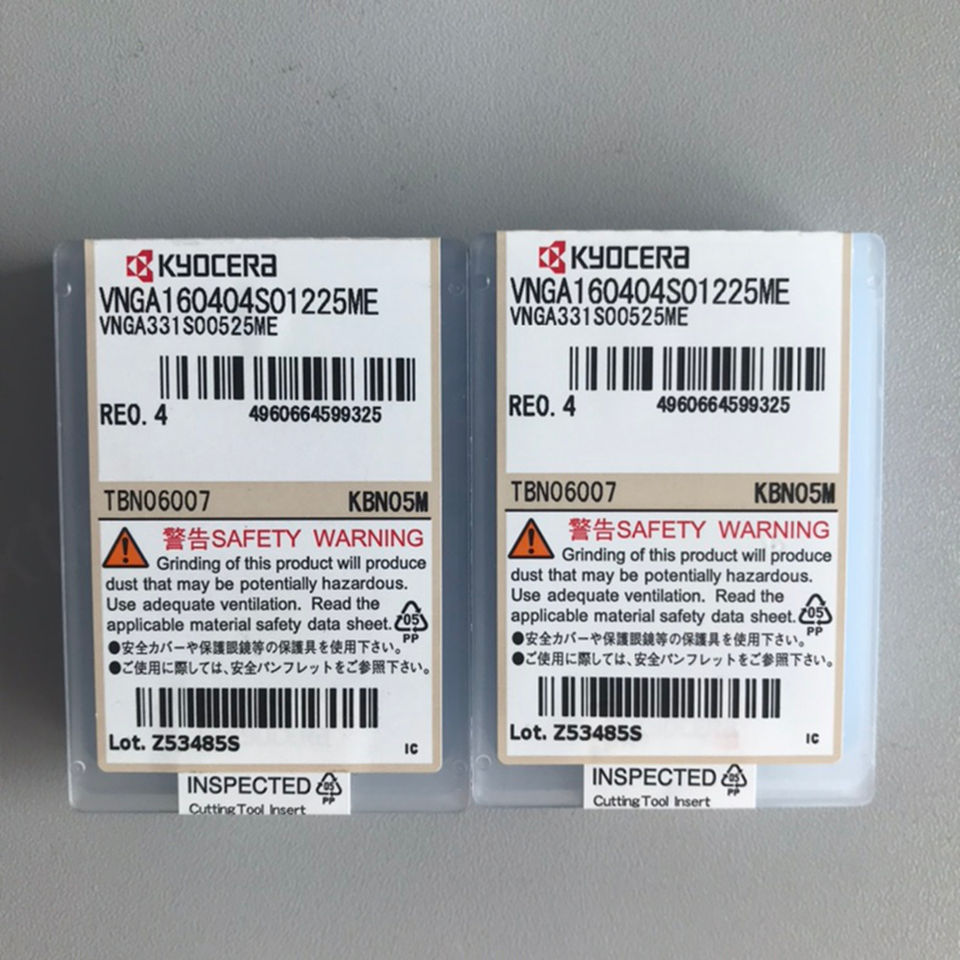 KYOCERA
VNGA160404S01225ME
VNGA331S00525ME
RE0.4
4960664599325
TBN06007
KBN05M
警告SAFETY WARNING
Grinding of this product will produce
dust that may be potentially hazardous.
Use adequate ventilation. Read the
applicable material safety data sheet.
05
PP
●安全カバーや保護眼鏡等の保護具を使用下さい。
●ご使用に際しては、安全パンフレットをご参照下さい。
Lot. Z53485S
IC
INSPECTED
05
PP
Cutting Tool Insert
KYOCERA
VNGA160404S01225ME
VNGA331S00525ME
RE0.4
4960664599325
TBN06007
KBN05M
警告SAFETY WARNING
Grinding of this product will produce
dust that may be potentially hazardous.
Use adequate ventilation. Read the
applicable material safety data sheet.
05
PP
●安全カバーや保護眼鏡等の保護具を使用下さい。
●ご使用に際しては、安全パンフレットをご参照下さい。
Lot. Z53485S
IC
INSPECTED
05
PP
Cutting Tool Insert